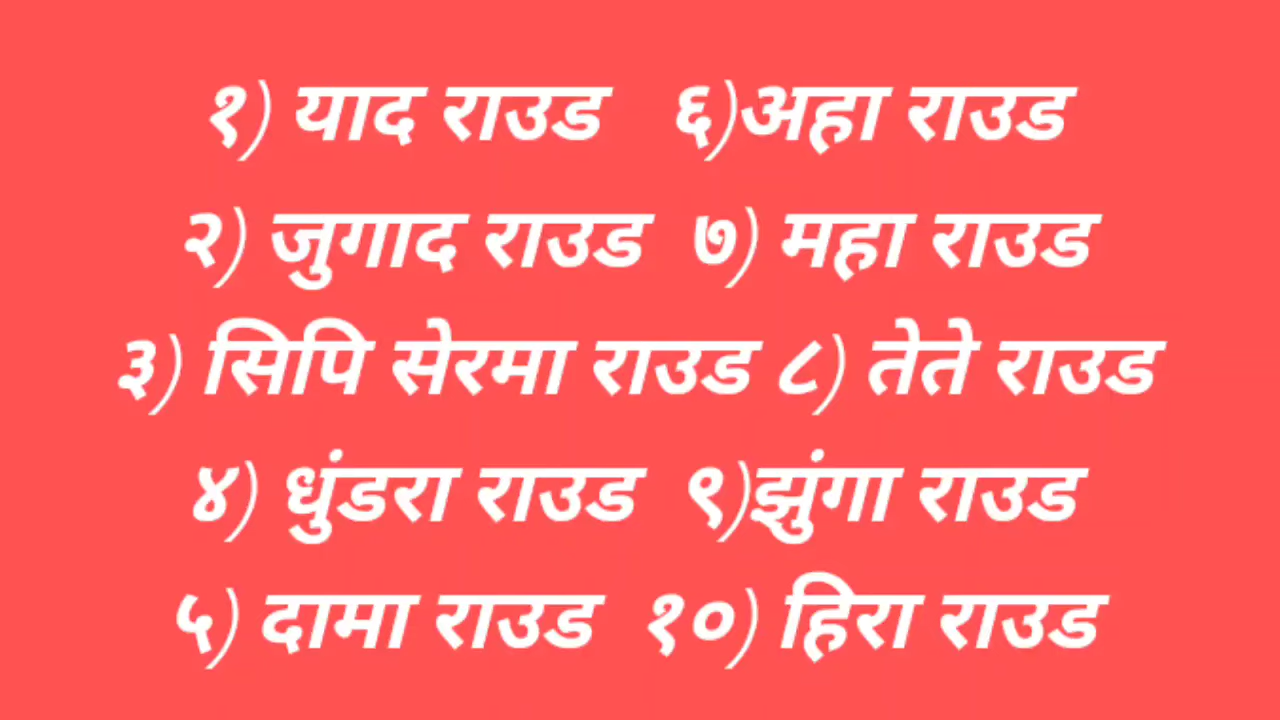 १) याद राउड ६)अहा राउड
२) जुगाद राउड ७) महा राउड
३) सिपि सेरमा राउड ८) तेते राउड
४) धुंडरा राउड ९)झुंगा राउड
५) दामा राउड १०) हिरा राउड